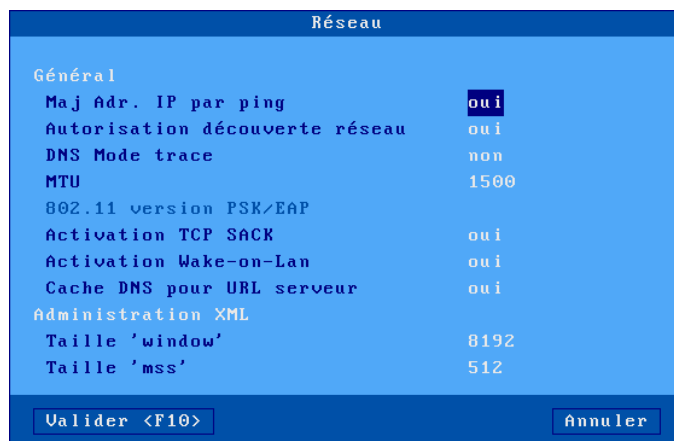 Réseau
Général
Maj Adr. IP par ping oui
Autorisation découverte réseau oui
DNS Mode trace non
MTU 1500
802.11 version PSK/EAP
Activation TCP SACK oui
Activation Wake-on-Lan oui
Cache DNS pour URL serveur oui
Administration XML
Taille 'window' 8192
Taille 'mss' 512
Valider <F10> Annuler